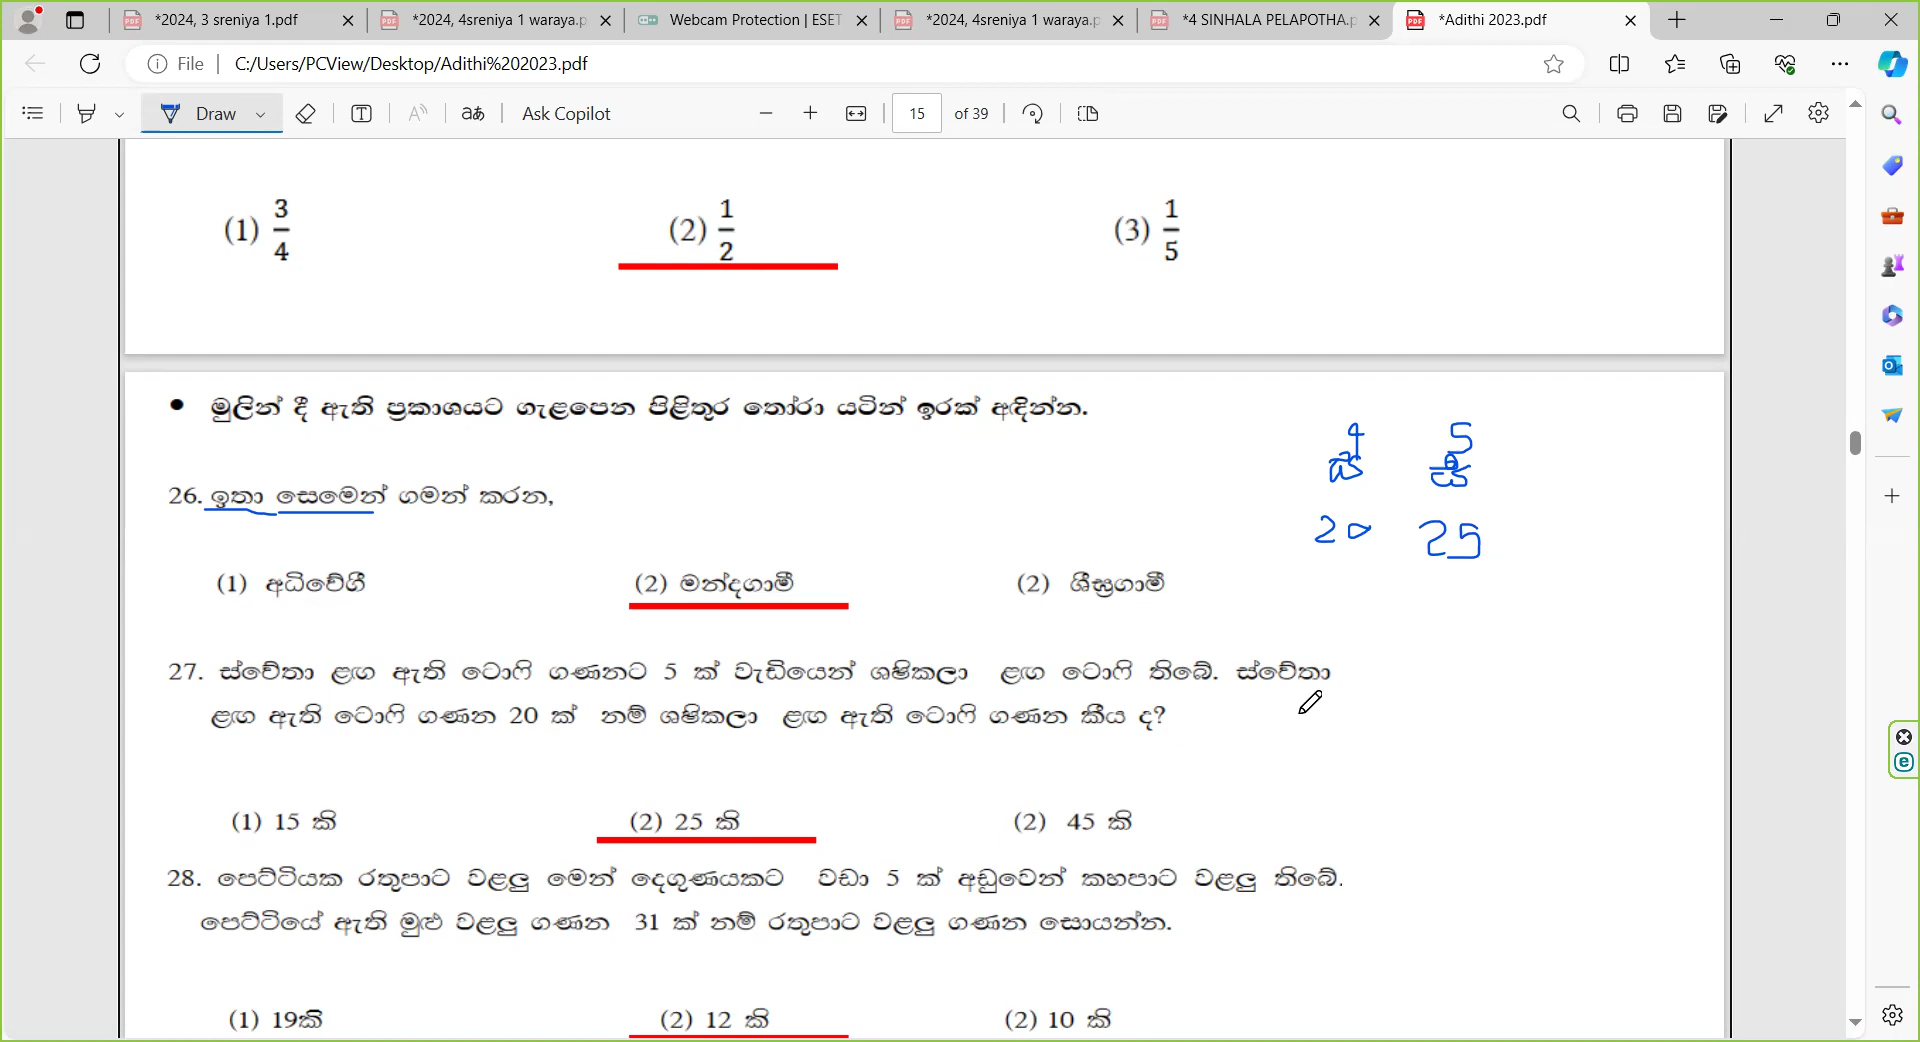 *2024, 3 sreniya 1.pdf
*2024, 4sreniya 1 waraya.p
Webcam Protection | ESET
*2024, 4sreniya 1 waraya.p
*4 SINHALA PELAPOTHA.p
*Adithi 2023.pdf
File | C:/Users/PCView/Desktop/Adithi%202023.pdf
Draw
Ask Copilot
15 of 39
(1) 3/4 (2) 1/2 (3) 1/5
● මුලින් දී ඇති ප්‍රකාශයට ගැළපෙන පිළිතුර තෝරා යටින් ඉරක් අඳින්න.
4 5
20 25
26. ඉතා සෙමෙන් ගමන් කරන,
(1) අධිවේගී (2) මන්දගාමී (2) ශීඝ්‍රගාමී
27. ස්වේතා ළඟ ඇති ටොෆි ගණනට 5 ක් වැඩියෙන් ශෂිකලා ළඟ ටොෆි තිබේ. ස්වේතා
ළඟ ඇති ටොෆි ගණන 20 ක් නම් ශෂිකලා ළඟ ඇති ටොෆි ගණන කීය ද?
(1) 15 කි (2) 25 කි (2) 45 කි
28. පෙට්ටියක රතුපාට වළලු මෙන් දෙගුණයකට වඩා 5 ක් අඩුවෙන් කහපාට වළලු තිබේ.
පෙට්ටියේ ඇති මුළු වළලු ගණන 31 ක් නම් රතුපාට වළලු ගණන සොයන්න.
(1) 19කි (2) 12 කි (2) 10 කි